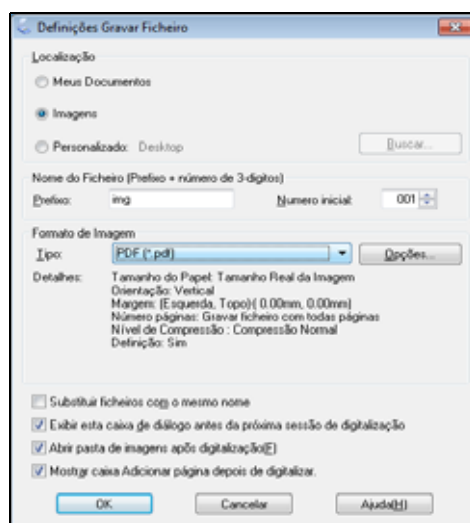 Definições Gravar Ficheiro
Localização
Meus Documentos
Imagens
Personalizado: Desktop
Buscar...
Nome do Ficheiro (Prefixo + número de 3-dígitos)
Prefixo: img Numero inicial: 001
Formato de Imagem
Tipo: PDF (*.pdf) Opções...
Detalhes: Tamanho do Papel: Tamanho Real da Imagem
Orientação: Vertical
Margem: (Esquerda, Topo)( 0.00mm, 0.00mm)
Número páginas: Gravar ficheiro com todas páginas
Nível de Compressão : Compressão Normal
Definição: Sim
Substituir ficheiros com o mesmo nome
Exibir esta caixa de diálogo antes da próxima sessão de digitalização
Abrir pasta de imagens após digitalização(F)
Mostrar caixa Adicionar página depois de digitalizar.
OK Cancelar Ajuda(H)